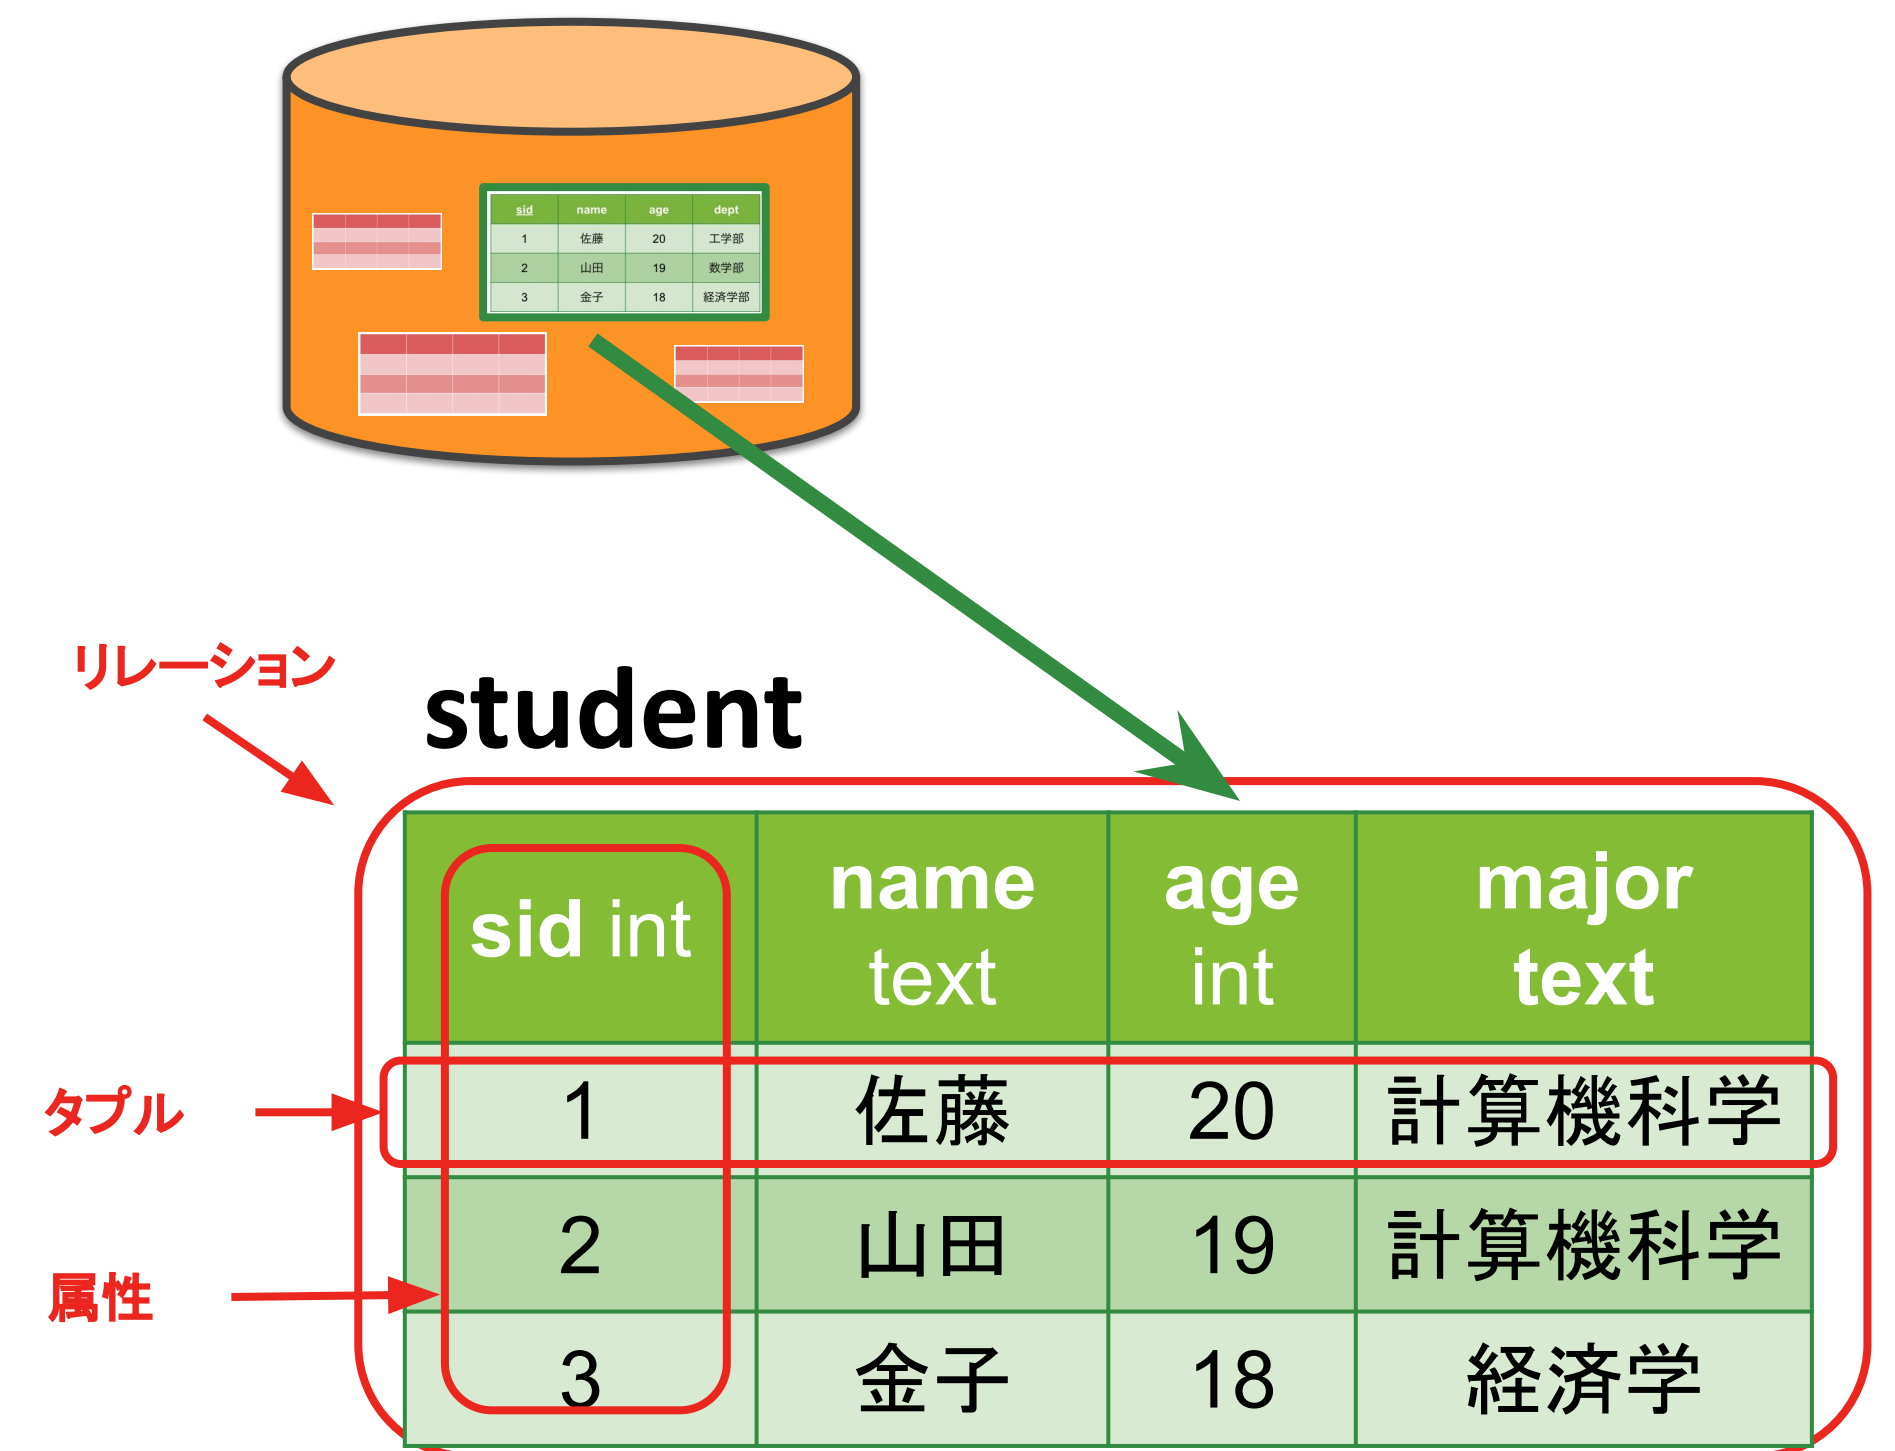 sid name age dept
1 佐藤 20 工学部
2 山田 19 数学部
3 金子 18 経済学部
リレーション
student
sid int name text age int major text
タプル
1 佐藤 20 計算機科学
2 山田 19 計算機科学
属性
3 金子 18 経済学